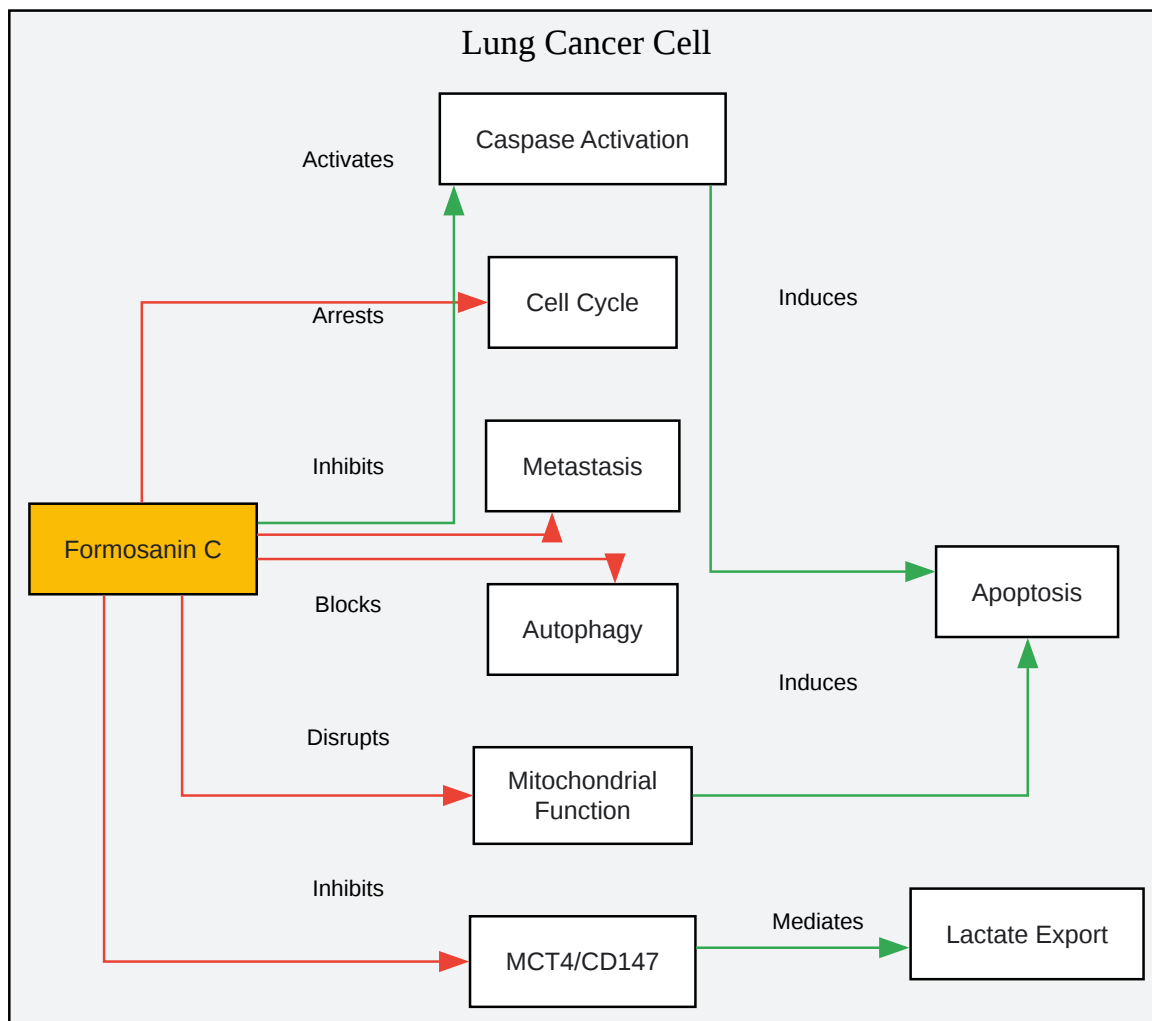 Lung Cancer Cell
Caspase Activation
Activates
Cell Cycle
Induces
Arrests
Metastasis
Inhibits
Formosanin C
Apoptosis
Blocks
Autophagy
Induces
Disrupts
Mitochondrial
Function
Inhibits
Mediates
Lactate Export
MCT4/CD147